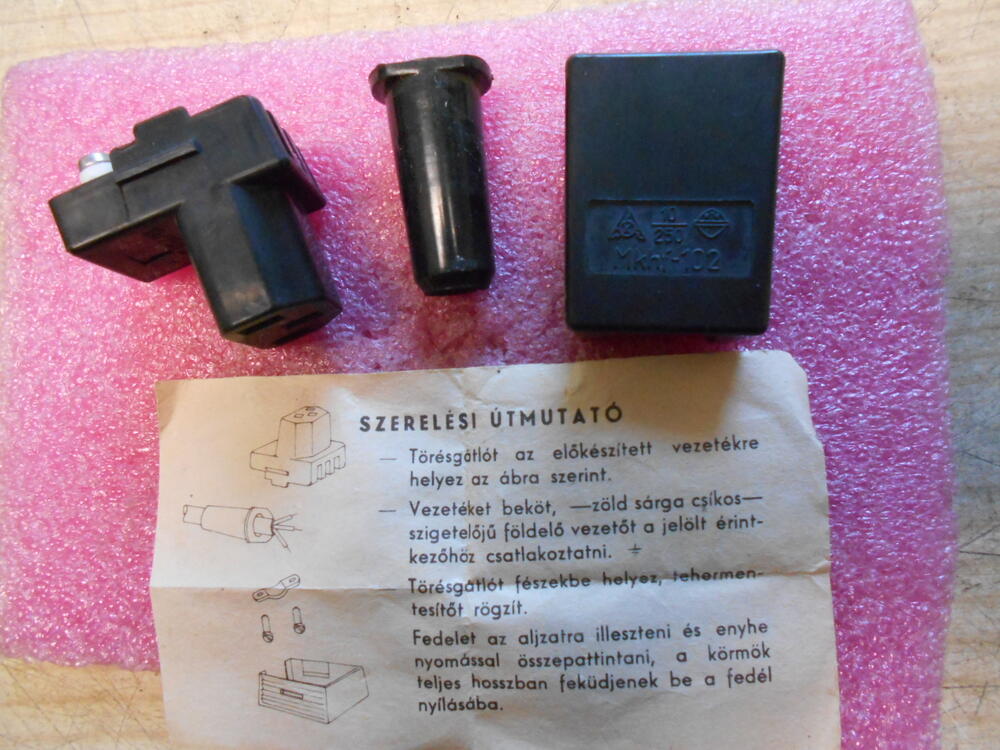 10
250
Mknf-102
SZERELÉSI ÚTMUTATÓ
— Törésgátlót az előkészített vezetékre
helyez az ábra szerint.
— Vezetéket beköt, —zöld sárga csíkos—
szigetelőjű földelő vezetőt a jelölt érint-
kezőhöz csatlakoztatni. ⏚
— Törésgátlót fészekbe helyez, tehermen-
tesítőt rögzít.
Fedelet az aljzatra illeszteni és enyhe
nyomással összepattintani, a körmök
teljes hosszban feküdjenek be a fedél
nyílásába.